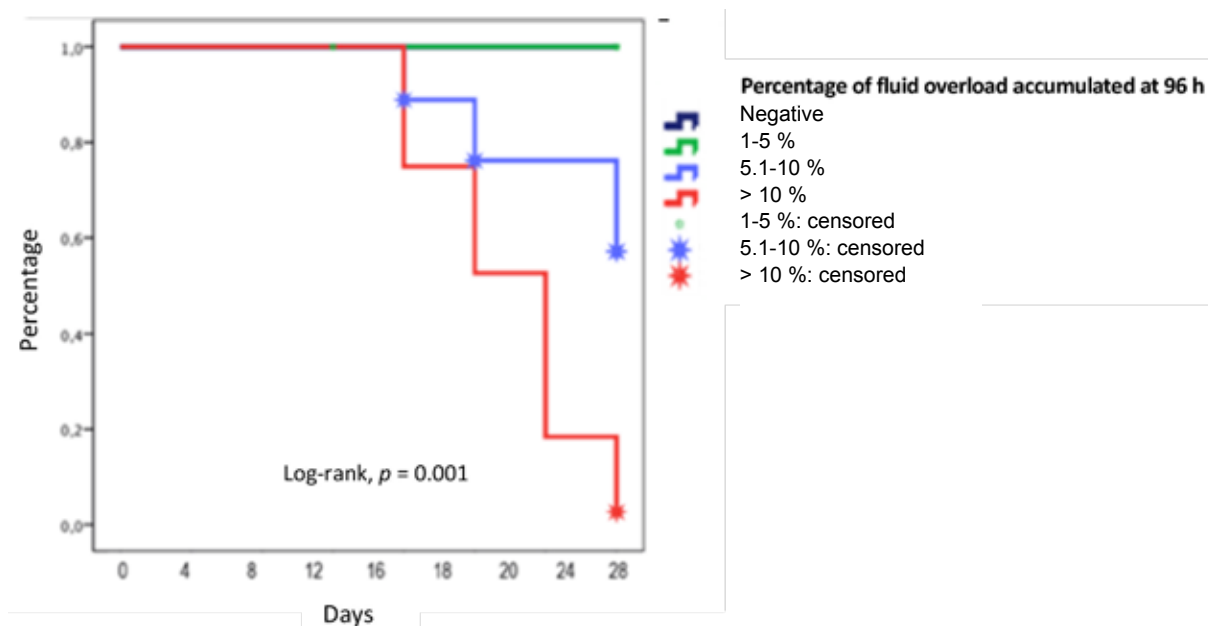 1,0
0,8
0,6
0,4
0,2
0,0
Percentage
Log-rank, p = 0.001
0 4 8 12 16 18 20 24 28
Days
Percentage of fluid overload accumulated at 96 h
Negative
1-5 %
5.1-10 %
> 10 %
1-5 %: censored
5.1-10 %: censored
> 10 %: censored